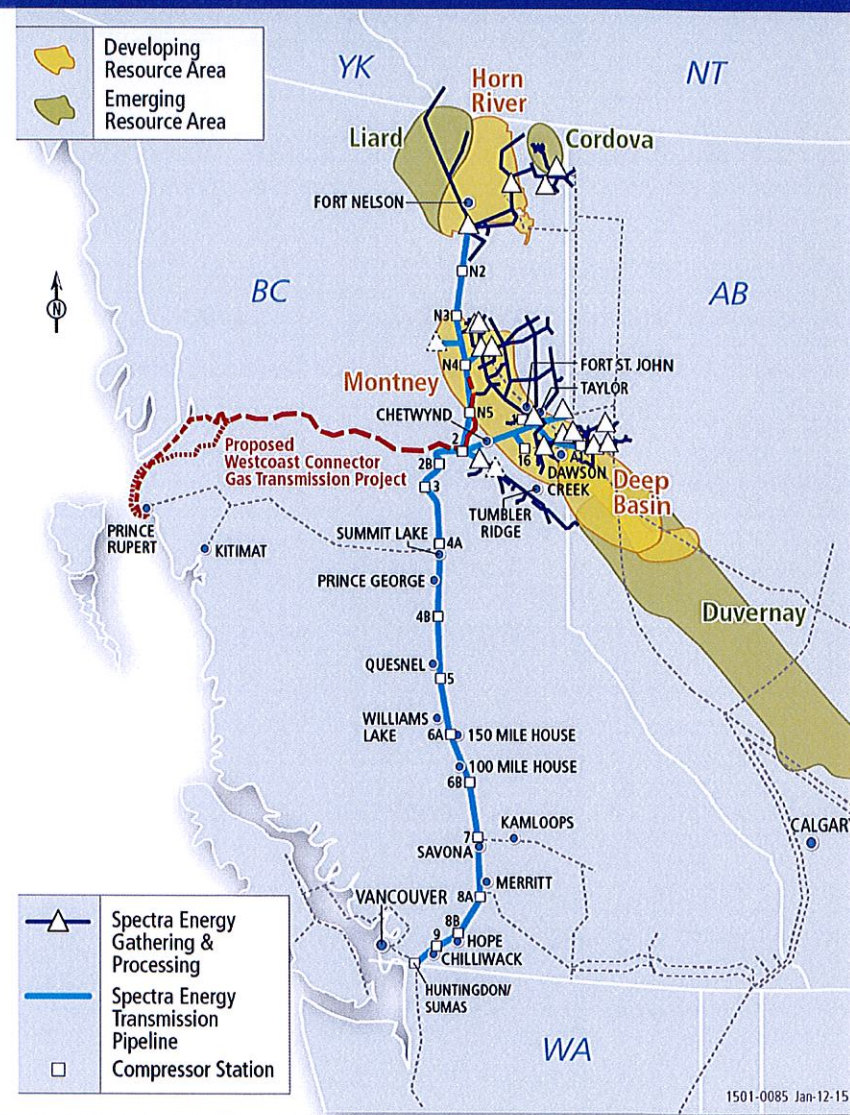 Developing
Resource Area
Emerging
Resource Area
YK
NT
Horn
River
Liard
Cordova
FORT NELSON
N2
BC
AB
N
N3
N4
Montney
FORT ST. JOHN
TAYLOR
CHETWYND
N5
1
2
2B
16
A1
DAWSON
CREEK
Deep
Basin
Proposed
Westcoast Connector
Gas Transmission Project
3
TUMBLER
RIDGE
PRINCE
RUPERT
KITIMAT
SUMMIT LAKE
4A
PRINCE GEORGE
4B
Duvernay
QUESNEL
5
WILLIAMS
LAKE
6A
150 MILE HOUSE
100 MILE HOUSE
6B
7
KAMLOOPS
SAVONA
CALGAR
MERRITT
8A
VANCOUVER
8B
9
HOPE
CHILLIWACK
HUNTINGDON/
SUMAS
WA
Spectra Energy
Gathering &
Processing
Spectra Energy
Transmission
Pipeline
Compressor Station
1501-0085 Jan-12-15